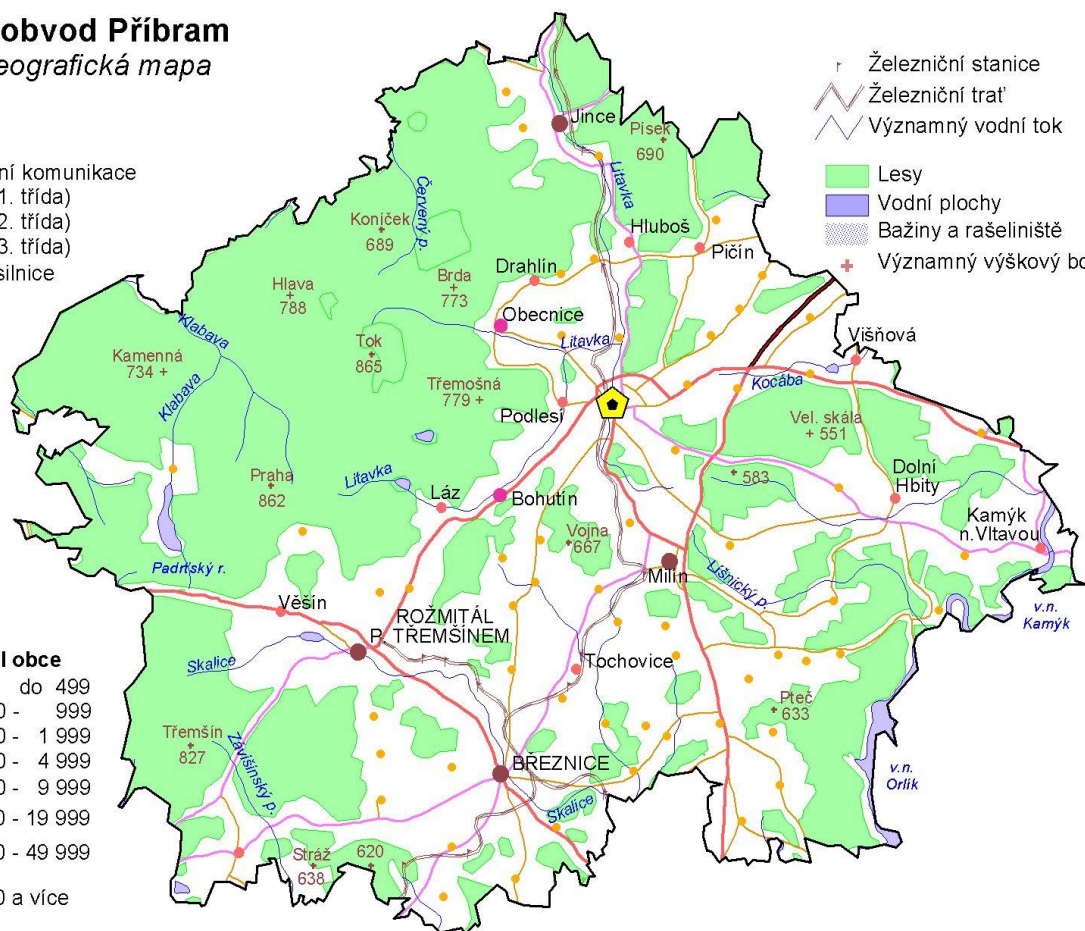 obvod Příbram
eografická mapa
ní komunikace
1. třída)
2. třída)
3. třída)
silnice
Železniční stanice
Železniční trať
Významný vodní tok
Lesy
Vodní plochy
Bažiny a rašeliniště
Významný výškový bo
Jince
Písek
690
Litavka
Červený p.
Koníček
689
Hluboš
Pičín
Drahlín
Brda
773
Hlava
788
Obecnice
Klabava
Tok
865
Litavka
Višňová
Kamenná
734
Klabava
Třemošná
779
Kocába
Podlesí
Vel. skála
551
Praha
862
Litavka
583
Dolní
Hbity
Láz
Bohutín
Kamýk
n.Vltavou
Vojna
667
Padrťský r.
Milín
Líšnický p.
Věšín
v.n.
Kamýk
ROŽMITÁL
P. TŘEMŠÍNEM
Skalice
Tochovice
l obce
do 499
0 - 999
0 - 1 999
0 - 4 999
0 - 9 999
0 - 19 999
0 - 49 999
0 a více
Pteč
633
Třemšín
827
Závišínský p.
BŘEZNICE
v.n.
Orlík
Skalice
Stráž
638
620